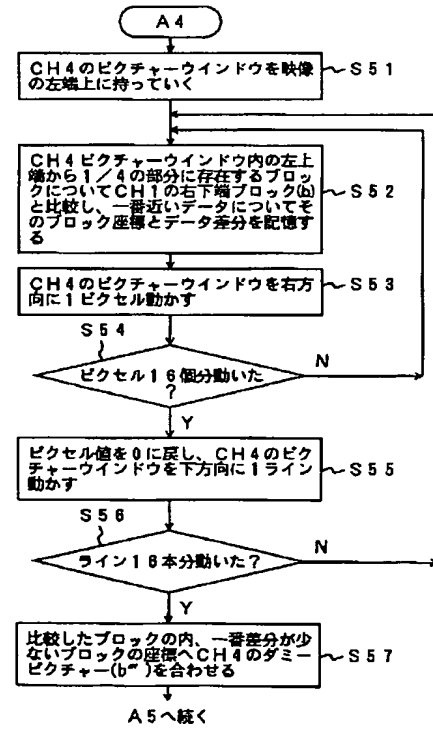 A4
CH4のピクチャーウインドウを映像
の左端上に持っていく
S51
CH4ピクチャーウインドウ内の左上
端から1/4の部分に存在するブロッ
クについてCH1の右下端ブロック(b)
と比較し、一番近いデータについてそ
のブロック座標とデータ差分を記憶す
る
S52
CH4のピクチャーウインドウを右方
向に1ピクセル動かす
S53
S54
ピクセル16個分動いた
?
N
Y
ピクセル値を0に戻し、CH4のピク
チャーウインドウを下方向に1ライン
動かす
S55
S56
ライン16本分動いた?
N
Y
比較したブロックの内、一番差分が少
ないブロックの座標へCH4のダミー
ピクチャー(b''')を合わせる
S57
A5へ続く